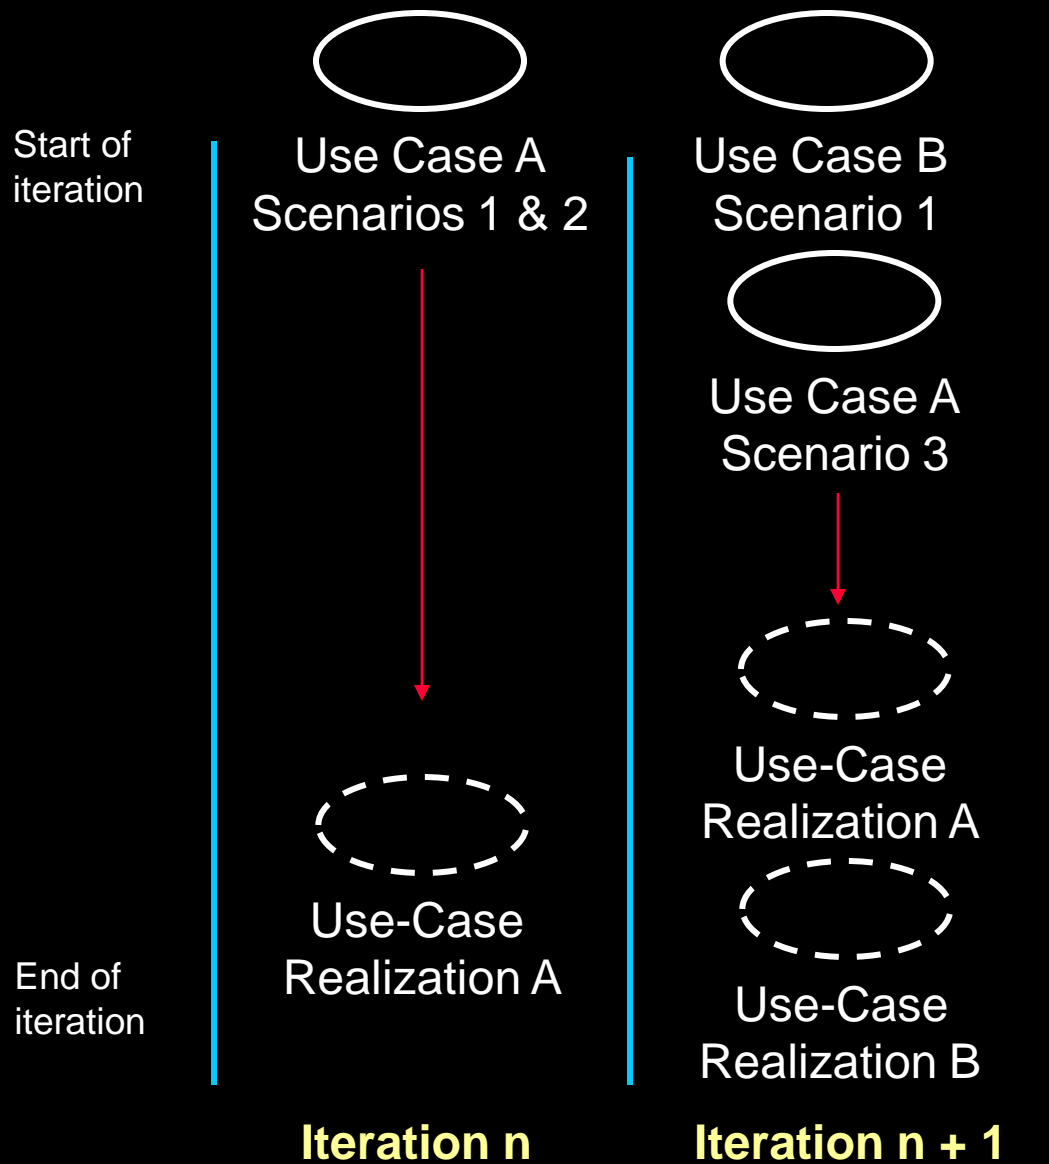 Start of
iteration
Use Case A
Scenarios 1 & 2
Use Case B
Scenario 1
Use Case A
Scenario 3
Use-Case
Realization A
Use-Case
Realization A
Use-Case
Realization B
End of
iteration
Iteration n
Iteration n + 1